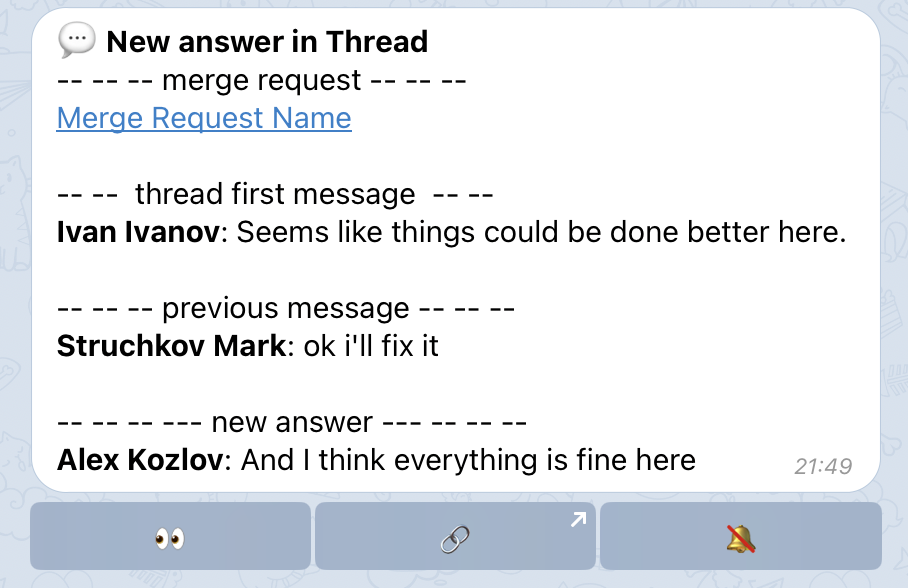 💬 New answer in Thread
-- -- -- merge request -- -- --
Merge Request Name
-- --  thread first message  -- --
Ivan Ivanov: Seems like things could be done better here.
-- -- -- previous message -- -- --
Struchkov Mark: ok i'll fix it
-- -- -- --- new answer --- -- -- --
Alex Kozlov: And I think everything is fine here
21:49